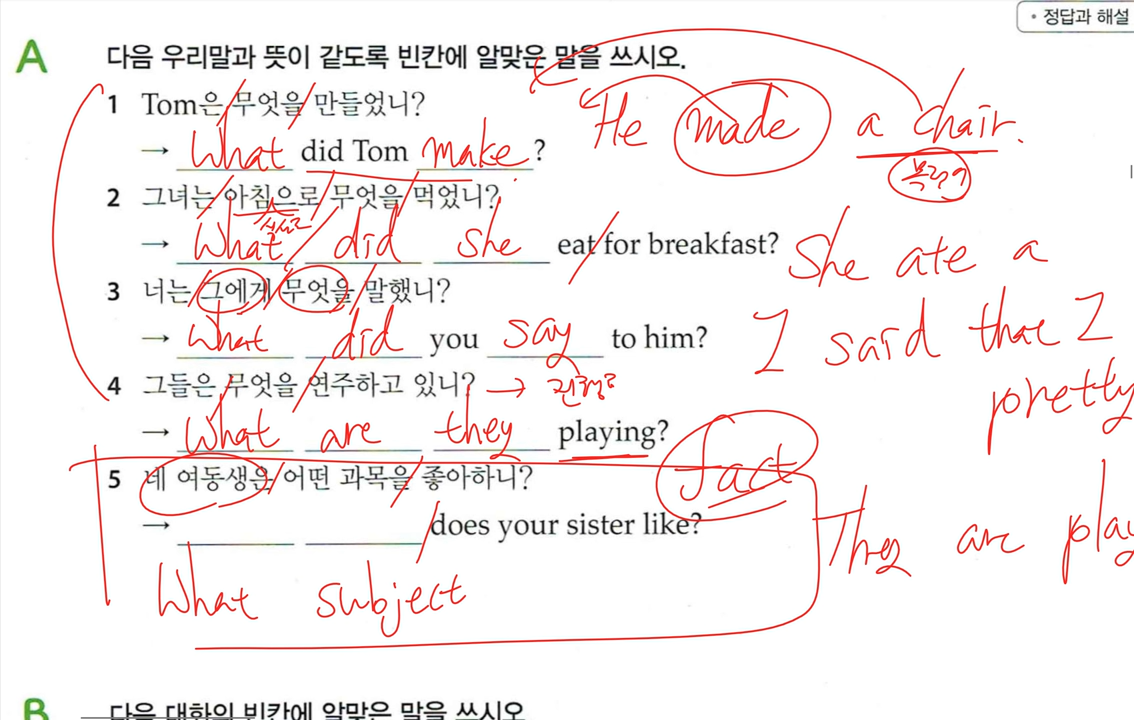 • 정답과 해설
A 다음 우리말과 뜻이 같도록 빈칸에 알맞은 말을 쓰시오.
1 Tom은 무엇을 만들었니?
→ What did Tom make ?
He made a chair.
목적어
2 그녀는 아침으로 무엇을 먹었니?
→ What did she eat for breakfast?
She ate a
3 너는 그에게 무엇을 말했니?
→ What did you say to him?
I said that I
pretty
4 그들은 무엇을 연주하고 있니? →
→ What are they playing?
fact
They are play
5 네 여동생은 어떤 과목을 좋아하니?
→ does your sister like?
What subject
B 다음 대화의 빈칸에 알맞은 말을 쓰시오